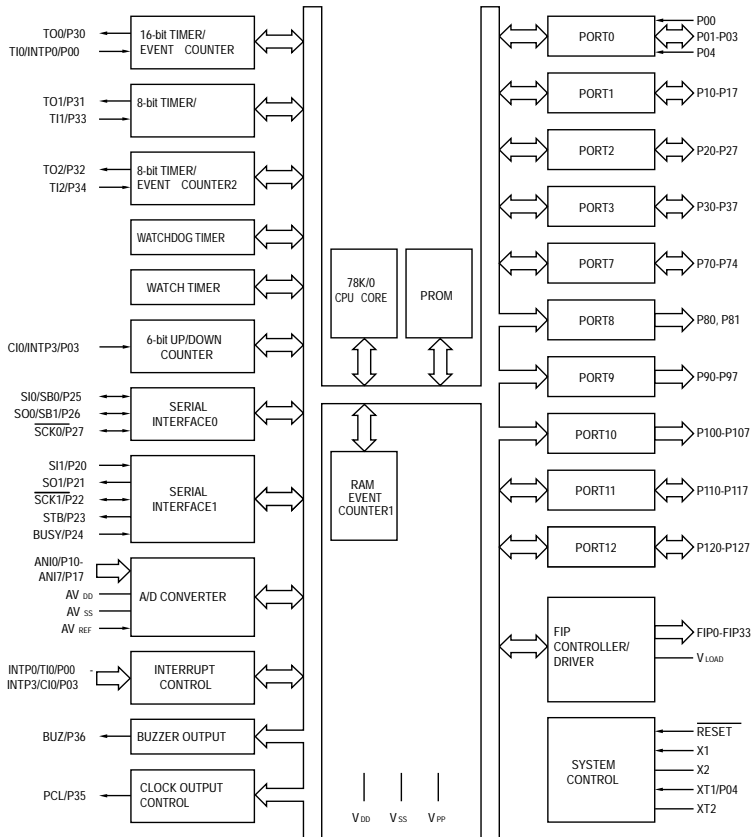 TO0/P30
TI0/INTP0/P00
16-bit TIMER/
EVENT COUNTER
TO1/P31
TI1/P33
8-bit TIMER/
TO2/P32
TI2/P34
8-bit TIMER/
EVENT COUNTER2
WATCHDOG TIMER
WATCH TIMER
CI0/INTP3/P03
6-bit UP/DOWN
COUNTER
SI0/SB0/P25
SO0/SB1/P26
SCK0/P27
SERIAL
INTERFACE0
SI1/P20
SO1/P21
SCK1/P22
STB/P23
BUSY/P24
SERIAL
INTERFACE1
ANI0/P10-
ANI7/P17
AV DD
AV SS
AV REF
A/D CONVERTER
INTP0/TI0/P00 -
INTP3/CI0/P03
INTERRUPT
CONTROL
BUZ/P36
BUZZER OUTPUT
PCL/P35
CLOCK OUTPUT
CONTROL
78K/0
CPU CORE
PROM
RAM
EVENT
COUNTER1
VDD
VSS
VPP
PORT0
P00
P01-P03
P04
PORT1
P10-P17
PORT2
P20-P27
PORT3
P30-P37
PORT7
P70-P74
PORT8
P80, P81
PORT9
P90-P97
PORT10
P100-P107
PORT11
P110-P117
PORT12
P120-P127
FIP
CONTROLLER/
DRIVER
FIP0-FIP33
VLOAD
SYSTEM
CONTROL
RESET
X1
X2
XT1/P04
XT2